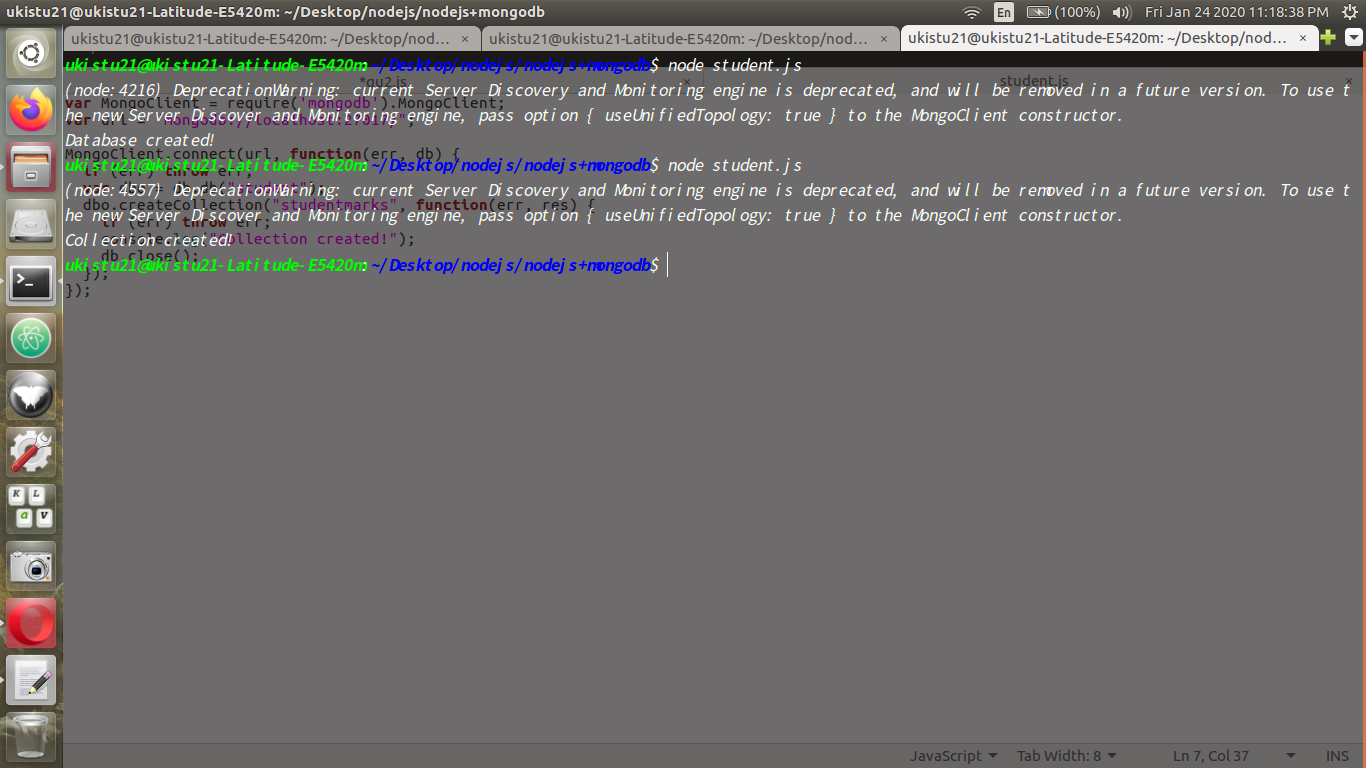 ukistu21@ukistu21-Latitude-E5420m: ~/Desktop/nodejs/nodejs+mongodb
En (100%) Fri Jan 24 2020 11:18:38 PM
ukistu21@ukistu21-Latitude-E5420m: ~/Desktop/nod… × ukistu21@ukistu21-Latitude-E5420m: ~/Desktop/nod… × ukistu21@ukistu21-Latitude-E5420m: ~/Desktop/nod… ×
ukistu21@ukistu21-Latitude-E5420m:~/Desktop/nodejs/nodejs+mongodb$ node student.js
*qu2.js × student.js ×
(node:4216) DeprecationWarning: current Server Discovery and Monitoring engine is deprecated, and will be removed in a future version. To use t
var MongoClient = require('mongodb').MongoClient;
he new Server Discover and Monitoring engine, pass option { useUnifiedTopology: true } to the MongoClient constructor.
var url = "mongodb://localhost:27017/";
Database created!
MongoClient.connect(url, function(err, db) {
ukistu21@ukistu21-Latitude-E5420m:~/Desktop/nodejs/nodejs+mongodb$ node student.js
if (err) throw err;
(node:4557) DeprecationWarning: current Server Discovery and Monitoring engine is deprecated, and will be removed in a future version. To use t
dbo.createCollection("studentmarks", function(err, res) {
he new Server Discover and Monitoring engine, pass option { useUnifiedTopology: true } to the MongoClient constructor.
if (err) throw err;
Collection created!
console.log("Collection created!");
db.close();
ukistu21@ukistu21-Latitude-E5420m:~/Desktop/nodejs/nodejs+mongodb$
});
});
K L
a V
JavaScript Tab Width: 8 Ln 7, Col 37 INS